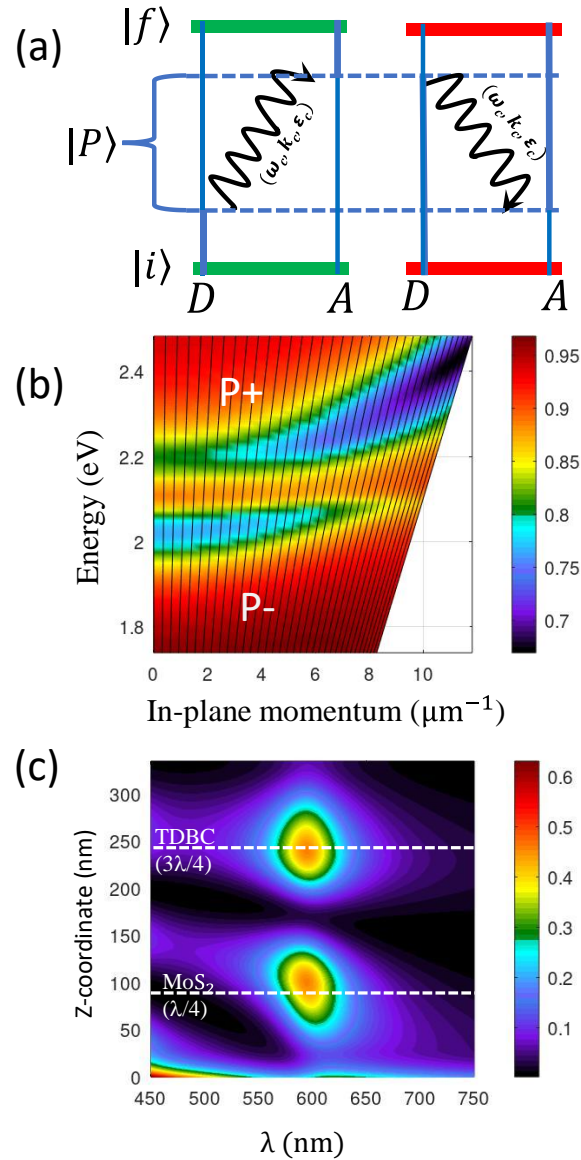 (a)
|f⟩
|P⟩
|i⟩
(ω_c, k_c, ε_c)
(ω_c, k_c, ε_c)
D
A
D
A
(b)
Energy (eV)
2.4
2.2
2
1.8
P+
P-
0 2 4 6 8 10
In-plane momentum (μm⁻¹)
0.95
0.9
0.85
0.8
0.75
0.7
(c)
Z-coordinate (nm)
300
250
200
150
100
50
0
TDBC
(3λ/4)
MoS₂
(λ/4)
450 500 550 600 650 700 750
λ (nm)
0.6
0.5
0.4
0.3
0.2
0.1